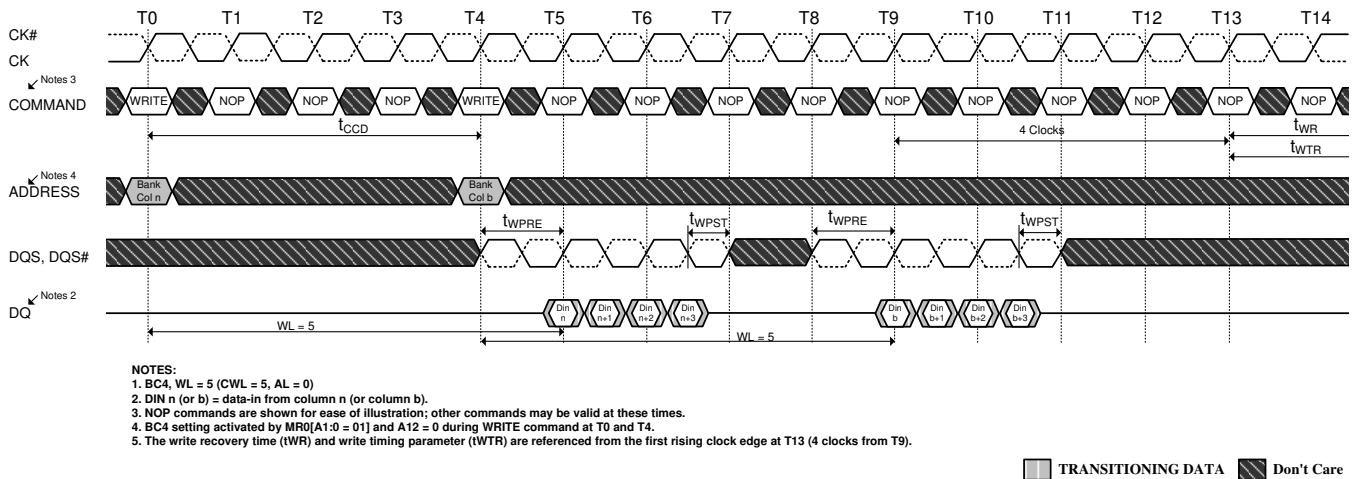 T0 T1 T2 T3 T4 T5 T6 T7 T8 T9 T10 T11 T12 T13 T14
CK#
CK
Notes 3
COMMAND
WRITE NOP NOP NOP WRITE NOP NOP NOP NOP NOP NOP NOP NOP NOP NOP
tCCD
4 Clocks
tWR
tWTR
Notes 4
ADDRESS
Bank
Col n
Bank
Col b
tWPRE
tWPST
tWPRE
tWPST
DQS, DQS#
Notes 2
DQ
Din
n
Din
n+1
Din
n+2
Din
n+3
Din
b
Din
b+1
Din
b+2
Din
b+3
WL = 5
WL = 5
NOTES:
1. BC4, WL = 5 (CWL = 5, AL = 0)
2. DIN n (or b) = data-in from column n (or column b).
3. NOP commands are shown for ease of illustration; other commands may be valid at these times.
4. BC4 setting activated by MR0[A1:0 = 01] and A12 = 0 during WRITE command at T0 and T4.
5. The write recovery time (tWR) and write timing parameter (tWTR) are referenced from the first rising clock edge at T13 (4 clocks from T9).
TRANSITIONING DATA
Don't Care